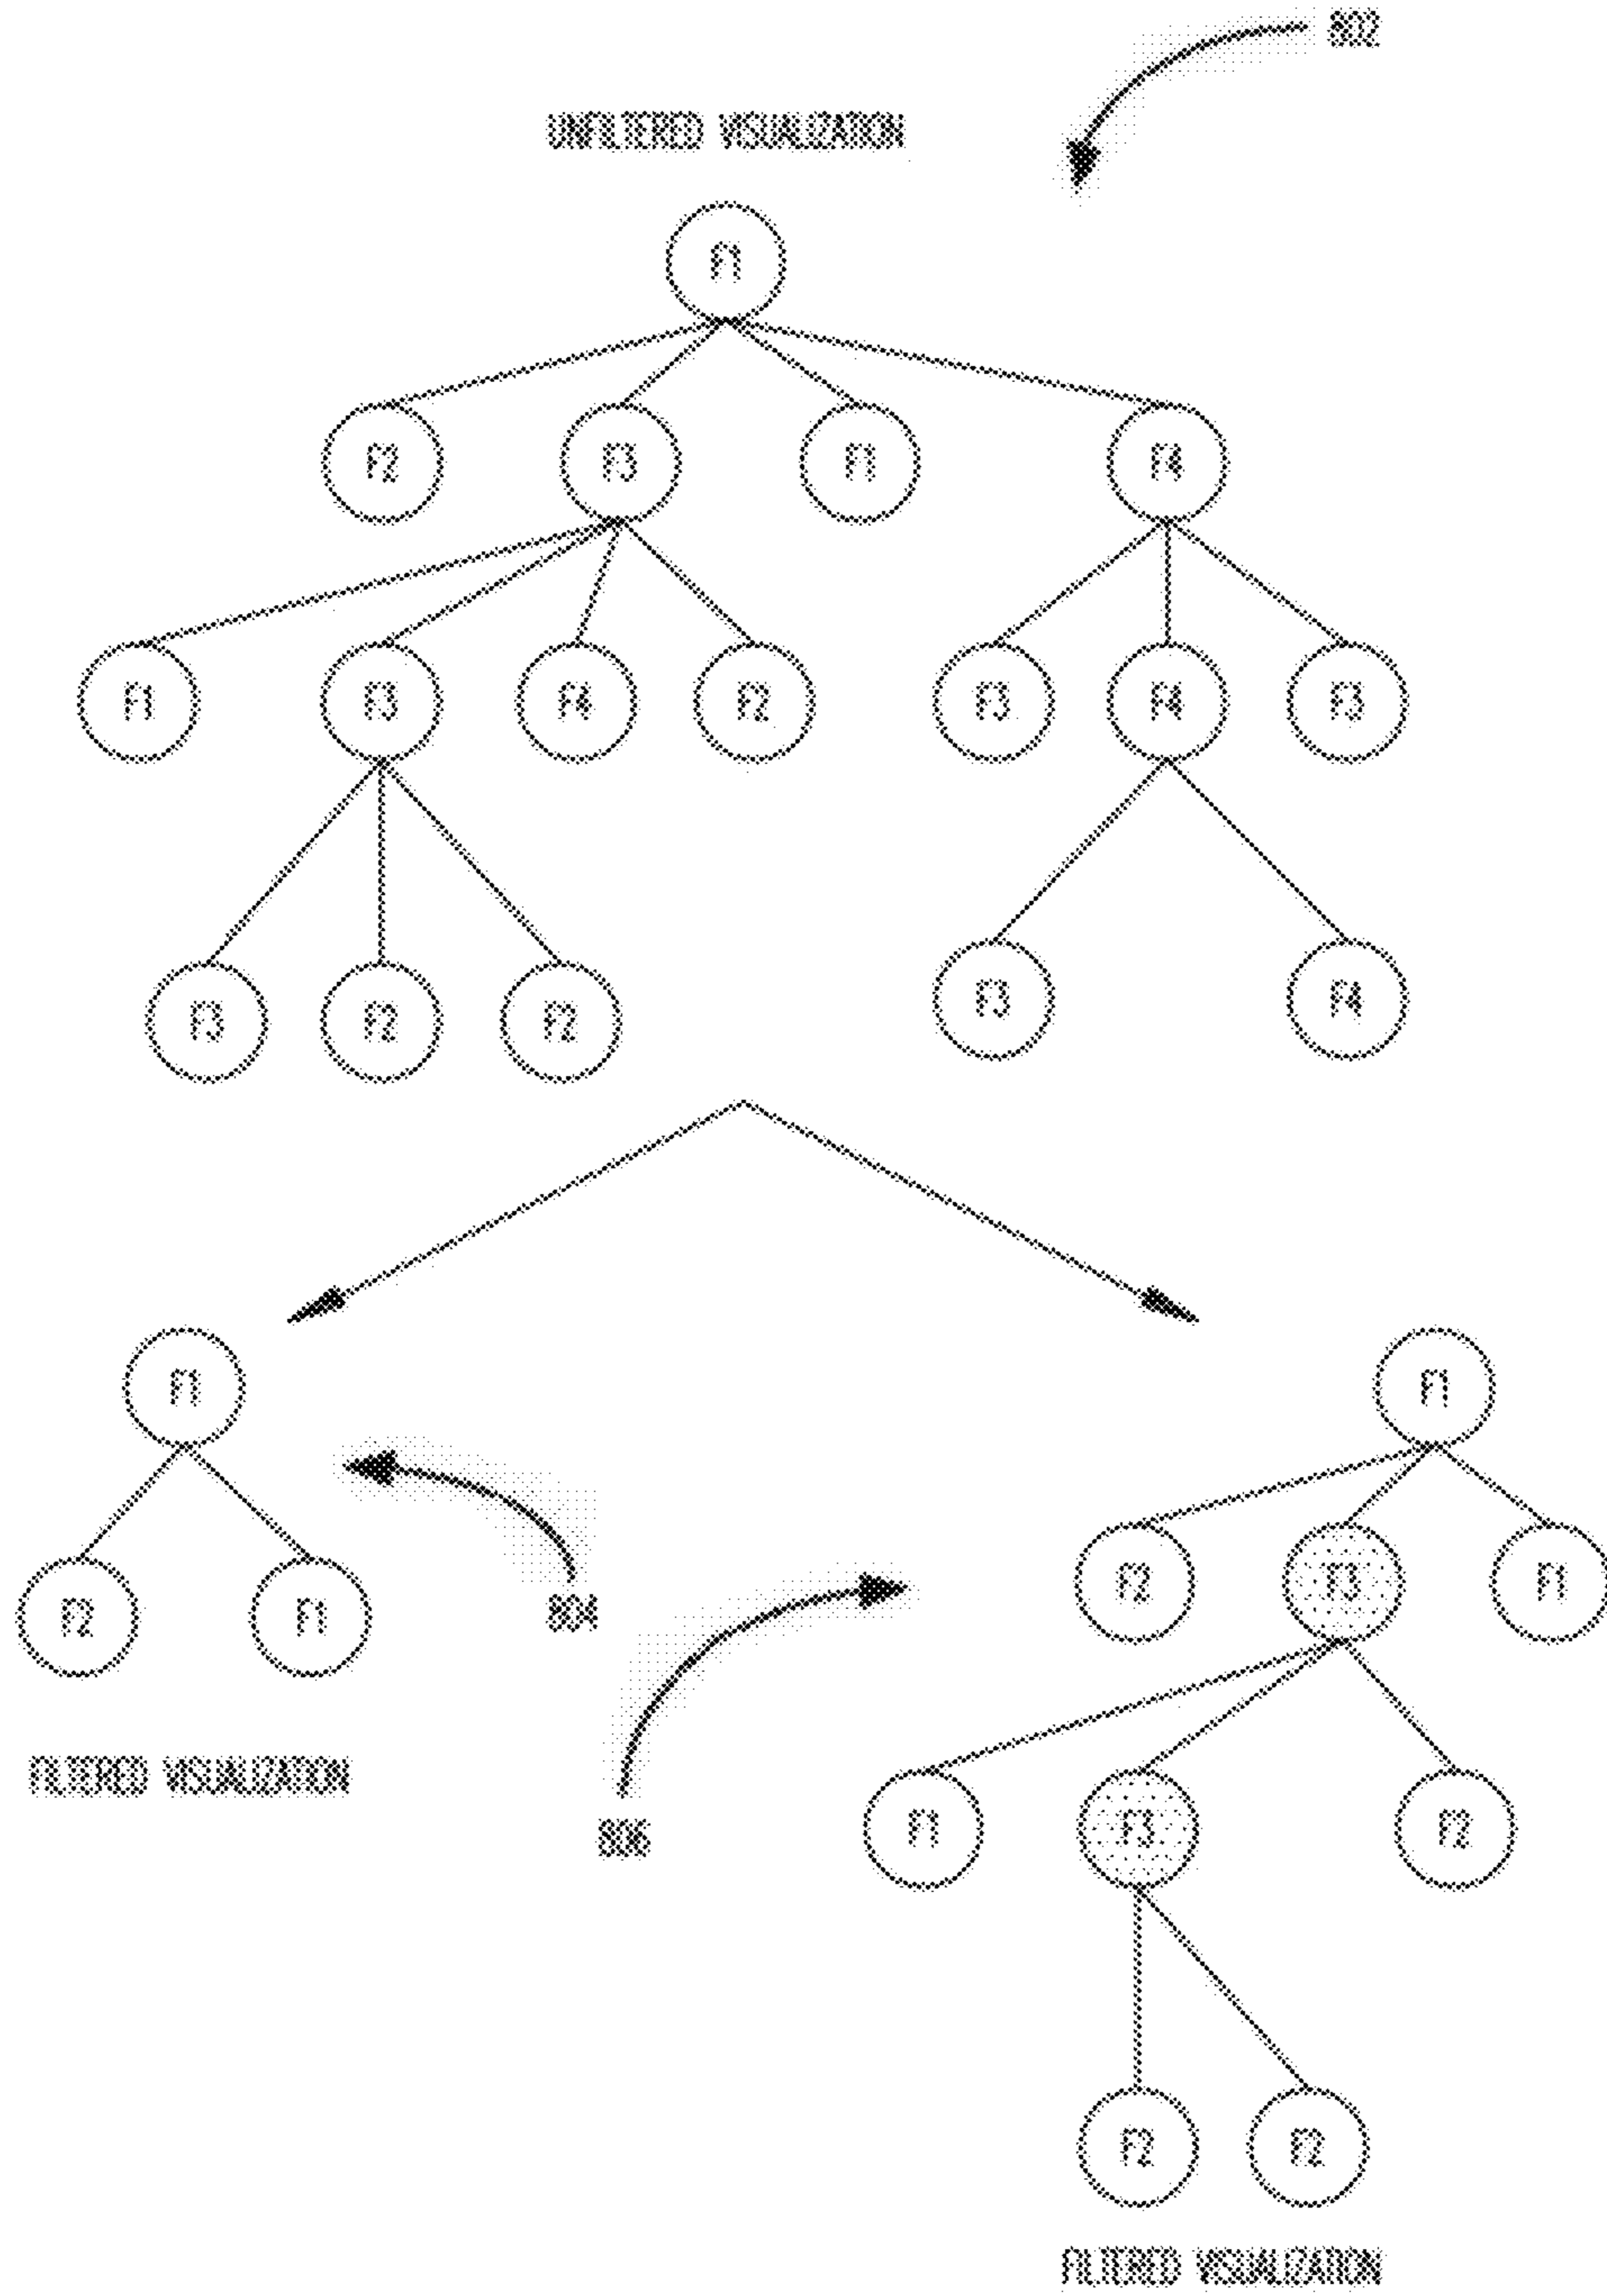 802
UNFILTERED VISUALIZATION
F1
F2 F3 F1 F4
F1 F3 F4 F2 F3 F4 F3
F3 F2 F2 F3 F4
F1 F1
F2 F3 F1
F2 F1 804
FILTERED VISUALIZATION
806
F1 F3 F2
F2 F2
FILTERED VISUALIZATION